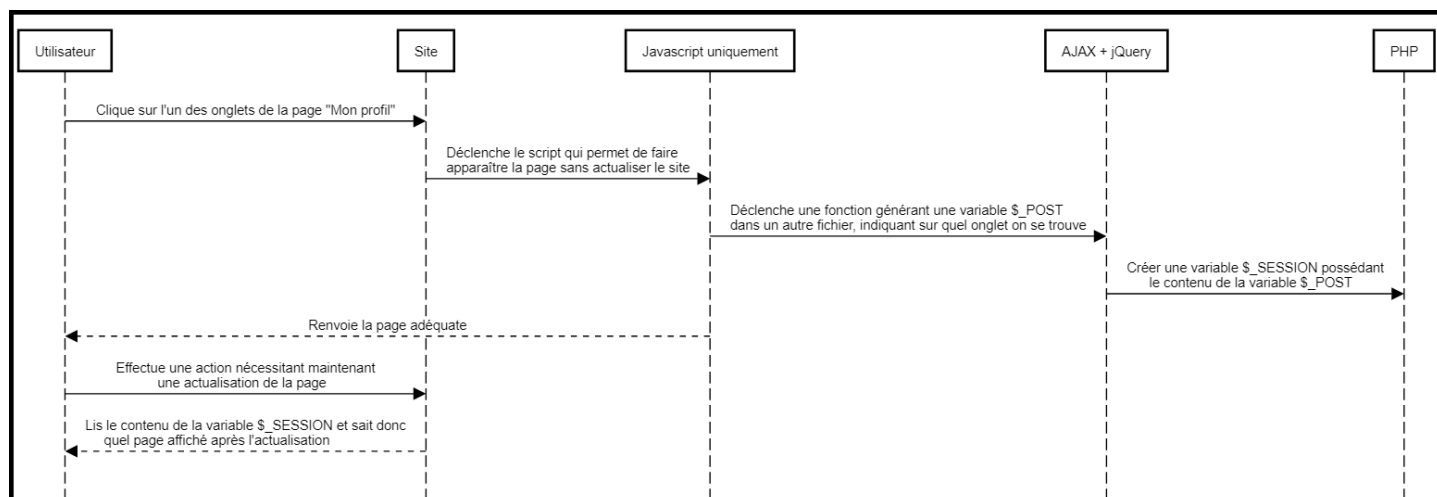 Utilisateur
Site
Javascript uniquement
AJAX + jQuery
PHP
Clique sur l'un des onglets de la page "Mon profil"
Déclenche le script qui permet de faire
apparaître la page sans actualiser le site
Déclenche une fonction générant une variable $_POST
dans un autre fichier, indiquant sur quel onglet on se trouve
Créer une variable $_SESSION possédant
le contenu de la variable $_POST
Renvoie la page adéquate
Effectue une action nécessitant maintenant
une actualisation de la page
Lis le contenu de la variable $_SESSION et sait donc
quel page affiché après l'actualisation